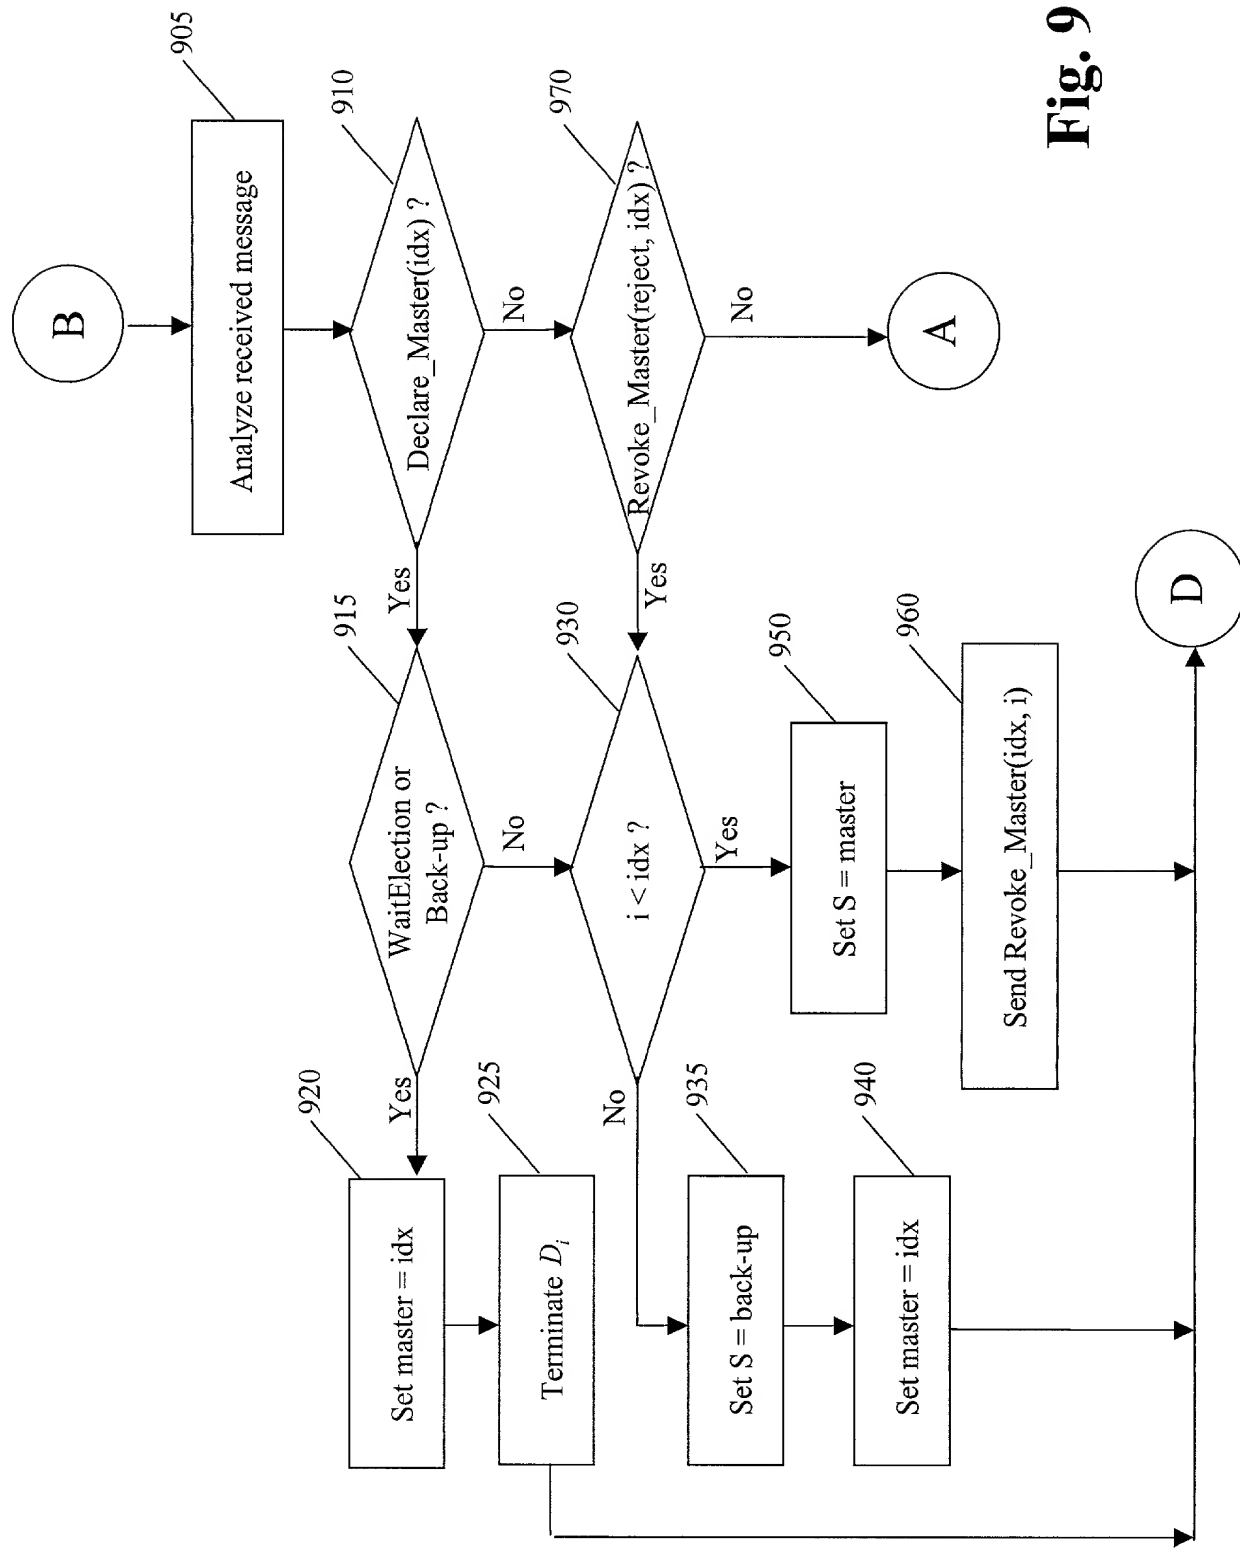 B
905
Analyze received message
910
Declare_Master(idx) ?
Yes
No
915
WaitElection or
Back-up ?
Yes
No
920
Set master = idx
925
Terminate Di
970
Revoke_Master(reject, idx) ?
Yes
No
A
930
i < idx ?
No
Yes
935
Set S = back-up
940
Set master = idx
950
Set S = master
960
Send Revoke_Master(idx, i)
D
Fig. 9